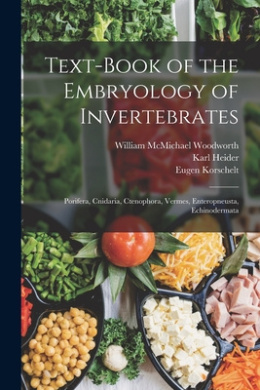 Text-Book of the
Embryology of
Invertebrates
William McMichael Woodworth
Karl Heider
Eugen Korschelt
Porifera, Cnidaria, Ctenophora, Vermes, Enteropneusta,
Echinodermata